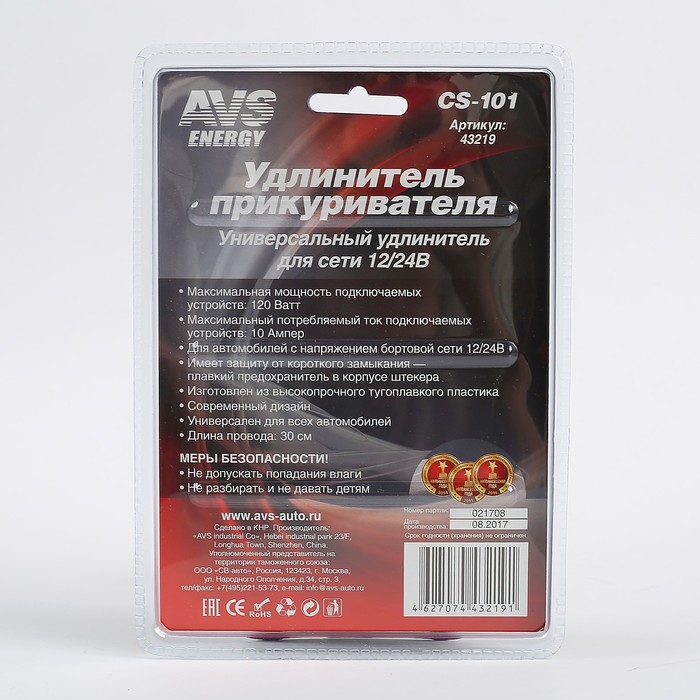 AVS
ENERGY
CS-101
Артикул:
43219
Удлинитель
прикуривателя
Универсальный удлинитель
для сети 12/24В
• Максимальная мощность подключаемых
устройств: 120 Ватт
• Максимальный потребляемый ток подключаемых
устройств: 10 Ампер
• Для автомобилей с напряжением бортовой сети 12/24В
• Имеет защиту от короткого замыкания —
плавкий предохранитель в корпусе штекера
• Изготовлен из высокопрочного тугоплавкого пластика
• Современный дизайн
• Универсален для всех автомобилей
• Длина провода: 30 см
МЕРЫ БЕЗОПАСНОСТИ!
• Не допускать попадания влаги
• Не разбирать и не давать детям
www.avs-auto.ru
Сделано в КНР. Производитель:
«AVS industrial Co», Hebei industrial park 23/F,
Longhua Town, Shenzhen, China.
Уполномоченный представитель на
территории таможенного союза:
ООО «СВ-авто», Россия, 123423, г. Москва,
ул. Народного Ополчения, д.34, стр. 3,
тел/факс: +7(495)221-53-73, e-mail: info@avs-auto.ru
EAC CE RoHS
Номер партии: 021708
Дата
производства: 08.2017
Срок годности (хранения) не ограничен.
4 627074 432191